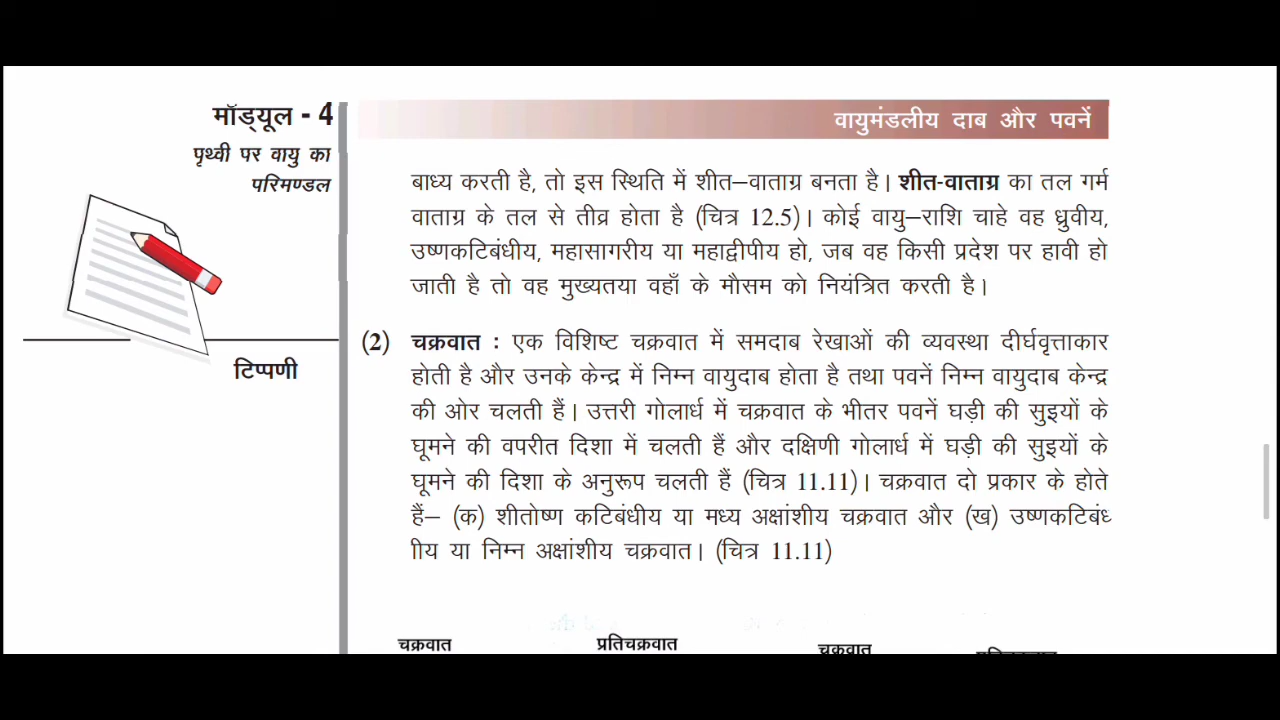 मॉड्यूल - 4
पृथ्वी पर वायु का
परिमण्डल
टिप्पणी
वायुमंडलीय दाब और पवनें
बाध्य करती है, तो इस स्थिति में शीत–वाताग्र बनता है। शीत-वाताग्र का तल गर्म
वाताग्र के तल से तीव्र होता है (चित्र 12.5)। कोई वायु–राशि चाहे वह ध्रुवीय,
उष्णकटिबंधीय, महासागरीय या महाद्वीपीय हो, जब वह किसी प्रदेश पर हावी हो
जाती है तो वह मुख्यतया वहाँ के मौसम को नियंत्रित करती है।
(2) चक्रवात : एक विशिष्ट चक्रवात में समदाब रेखाओं की व्यवस्था दीर्घवृत्ताकार
होती है और उनके केन्द्र में निम्न वायुदाब होता है तथा पवनें निम्न वायुदाब केन्द्र
की ओर चलती हैं। उत्तरी गोलार्ध में चक्रवात के भीतर पवनें घड़ी की सुइयों के
घूमने की वपरीत दिशा में चलती हैं और दक्षिणी गोलार्ध में घड़ी की सुइयों के
घूमने की दिशा के अनुरूप चलती हैं (चित्र 11.11)। चक्रवात दो प्रकार के होते
हैं– (क) शीतोष्ण कटिबंधीय या मध्य अक्षांशीय चक्रवात और (ख) उष्णकटिबंध
ीय या निम्न अक्षांशीय चक्रवात। (चित्र 11.11)
चक्रवात प्रतिचक्रवात चक्रवात